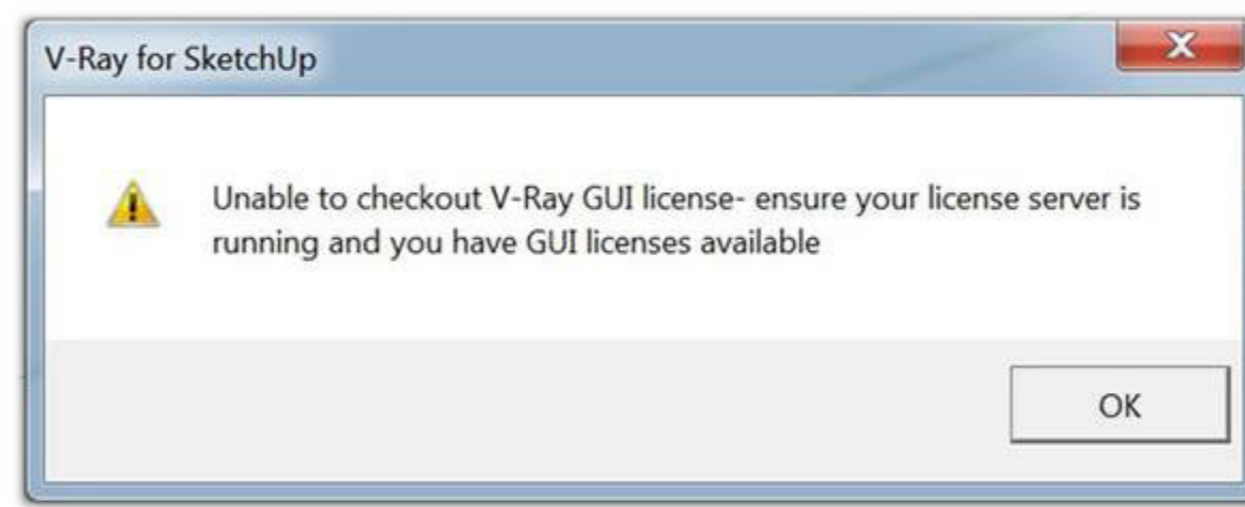 V-Ray for SketchUp
Unable to checkout V-Ray GUI license- ensure your license server is
running and you have GUI licenses available
OK